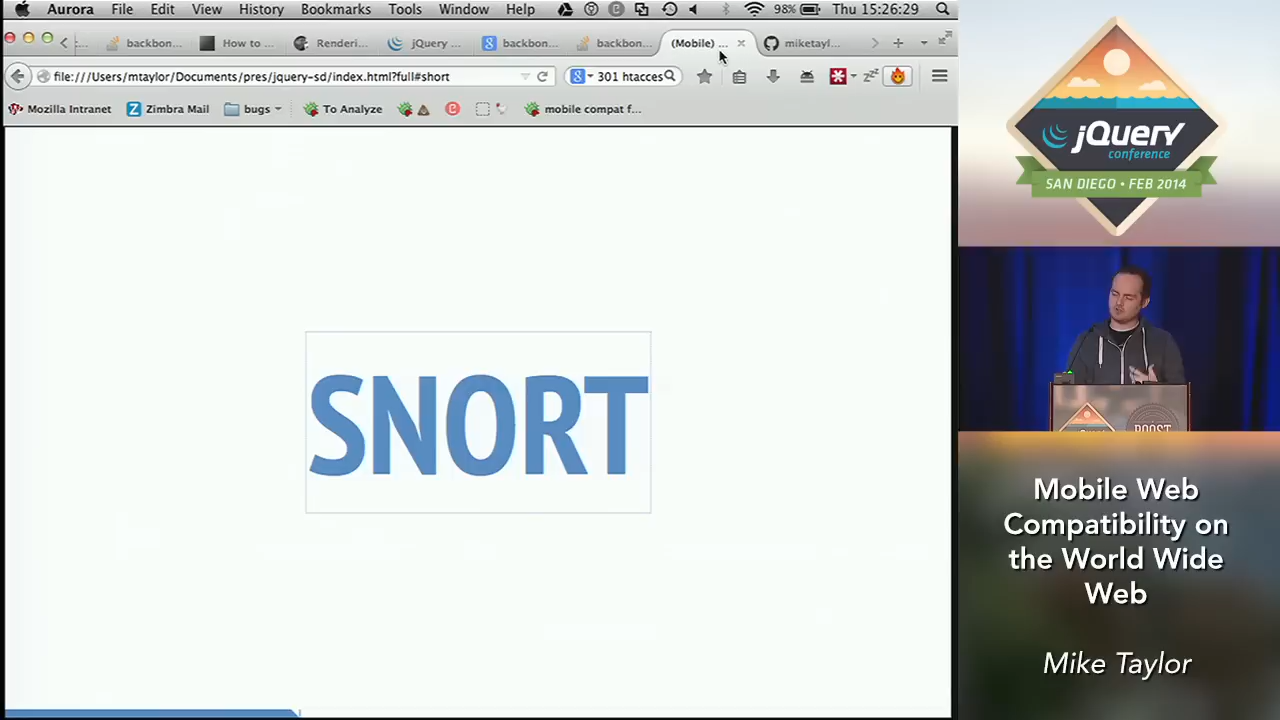 Aurora File Edit View History Bookmarks Tools Window Help 98% Thu 15:26:29
backbon... How to ... Renderi... jQuery ... backbon... backbon... (Mobile) ... miketayl...
file:///Users/mtaylor/Documents/pres/jquery-sd/index.html?full#short 301 htacces
Mozilla Intranet Zimbra Mail bugs To Analyze mobile compat f...
SNORT
jQuery
conference
SAN DIEGO • FEB 2014
BOOST
Mobile Web
Compatibility on
the World Wide
Web
Mike Taylor